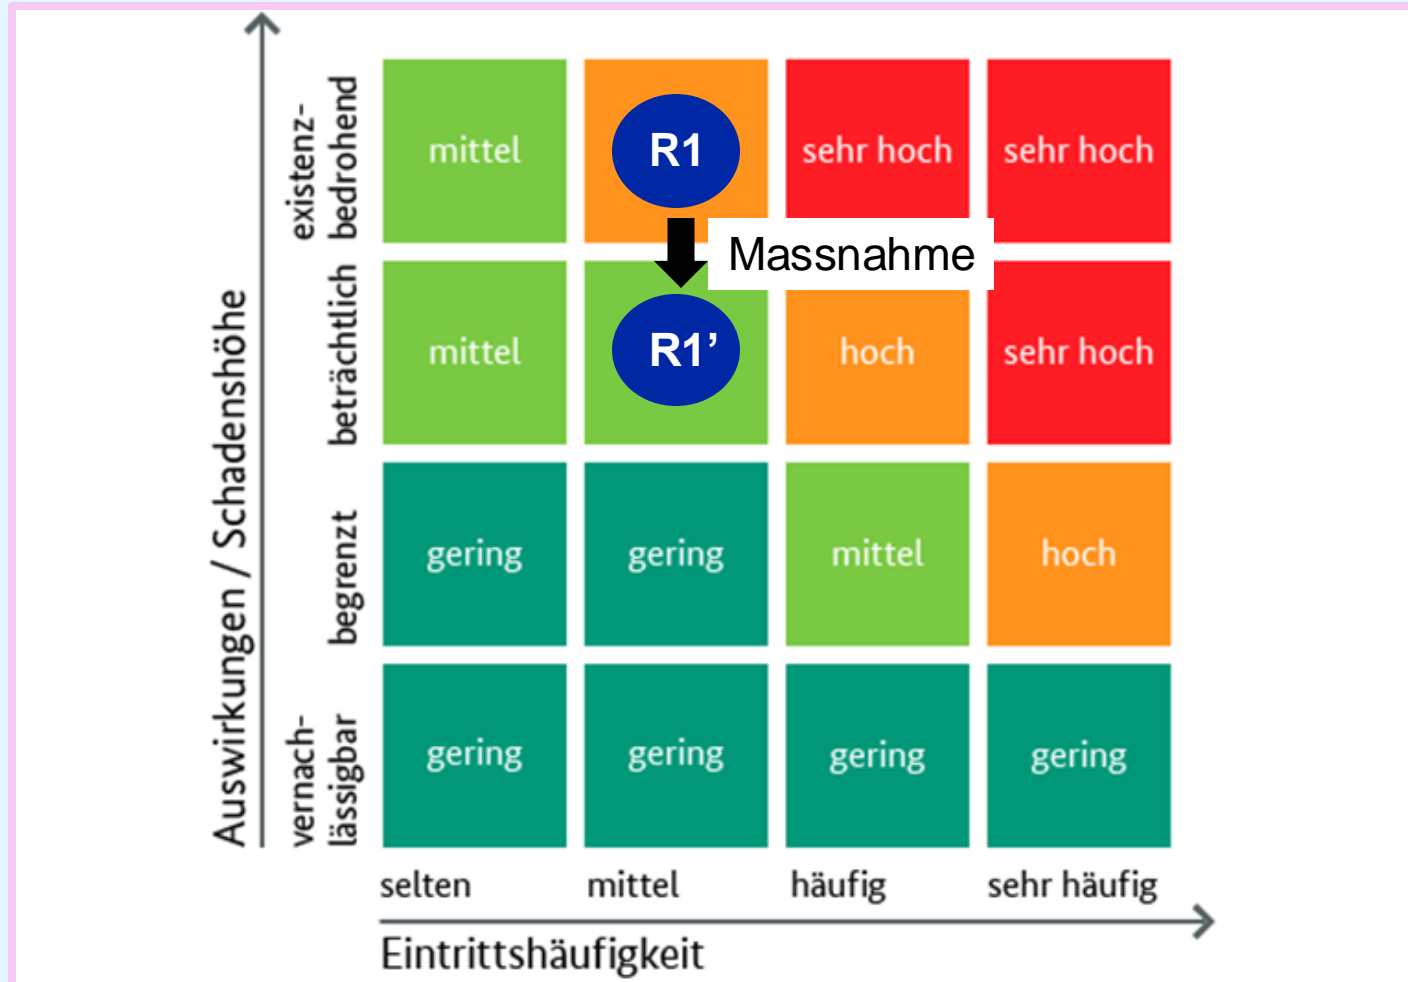 Auswirkungen / Schadenshöhe
existenz-
bedrohend
mittel
R1
sehr hoch
sehr hoch
Massnahme
beträchtlich
mittel
R1’
hoch
sehr hoch
begrenzt
gering
gering
mittel
hoch
vernach-
lässigbar
gering
gering
gering
gering
selten
mittel
häufig
sehr häufig
Eintrittshäufigkeit